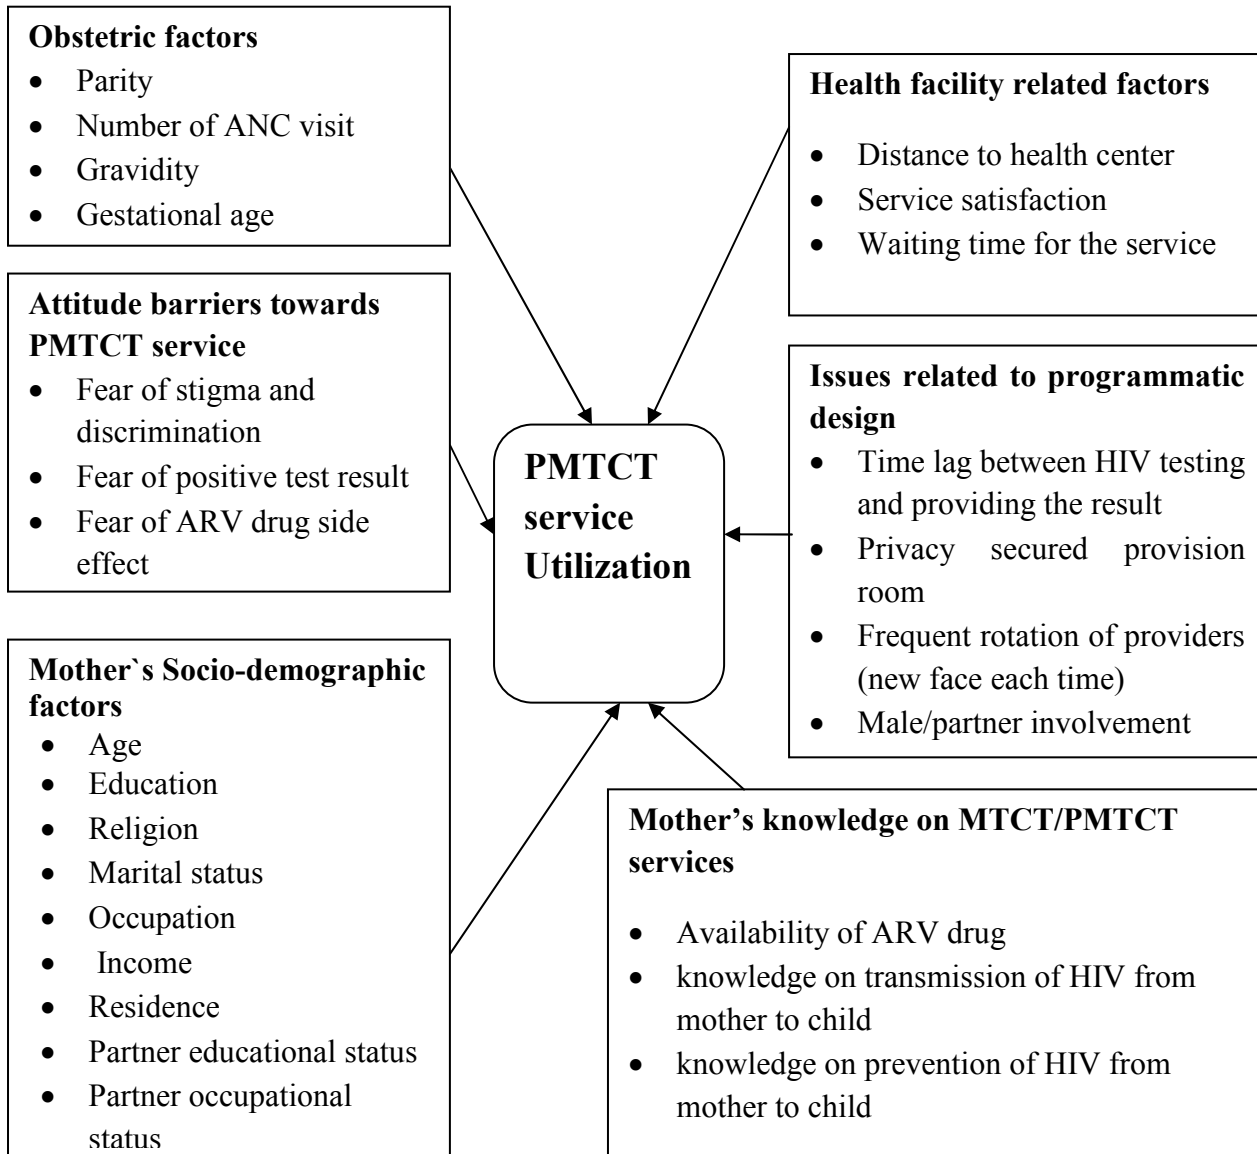 Obstetric factors
• Parity
• Number of ANC visit
• Gravidity
• Gestational age
Attitude barriers towards
PMTCT service
• Fear of stigma and
discrimination
• Fear of positive test result
• Fear of ARV drug side
effect
Mother`s Socio-demographic
factors
• Age
• Education
• Religion
• Marital status
• Occupation
• Income
• Residence
• Partner educational status
• Partner occupational
status
PMTCT
service
Utilization
Health facility related factors
• Distance to health center
• Service satisfaction
• Waiting time for the service
Issues related to programmatic
design
• Time lag between HIV testing
and providing the result
• Privacy secured provision
room
• Frequent rotation of providers
(new face each time)
• Male/partner involvement
Mother’s knowledge on MTCT/PMTCT
services
• Availability of ARV drug
• knowledge on transmission of HIV from
mother to child
• knowledge on prevention of HIV from
mother to child